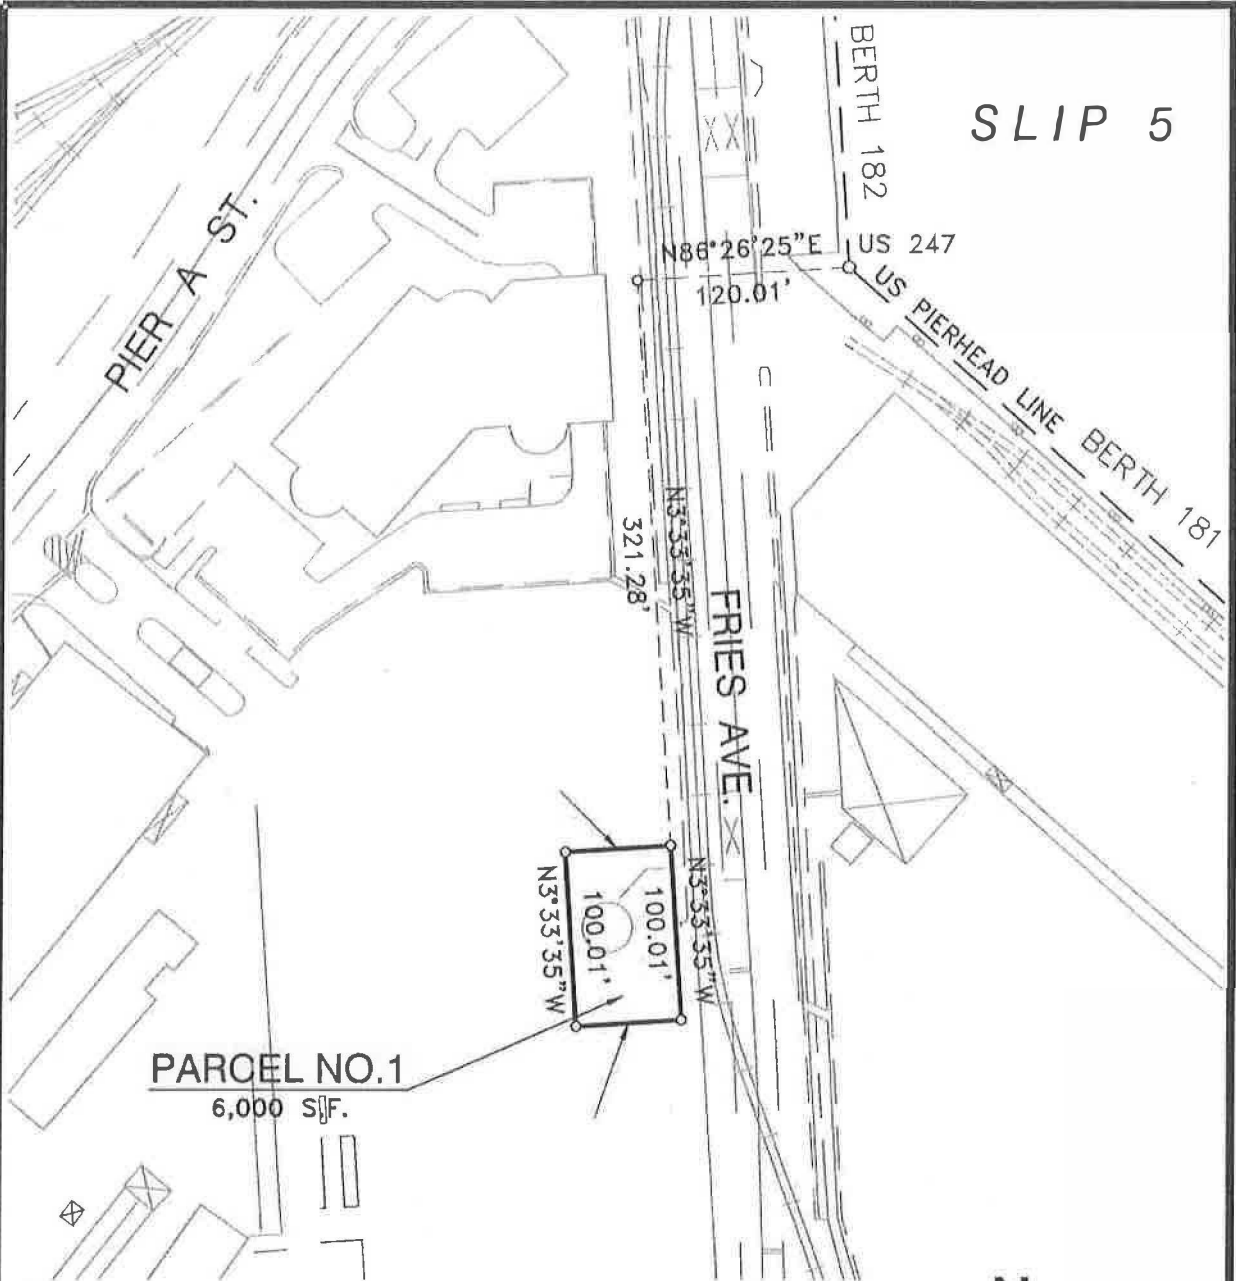 SLIP 5
BERTH 182
PIER A ST.
N86°26'25"E
US 247
120.01'
US PIERHEAD LINE
BERTH 181
N3°33'35"W
321.28'
FRIES AVE.
N3°33'35"W
100.01'
100.01'
N3°33'35"W
PARCEL NO.1
6,000 S.F.